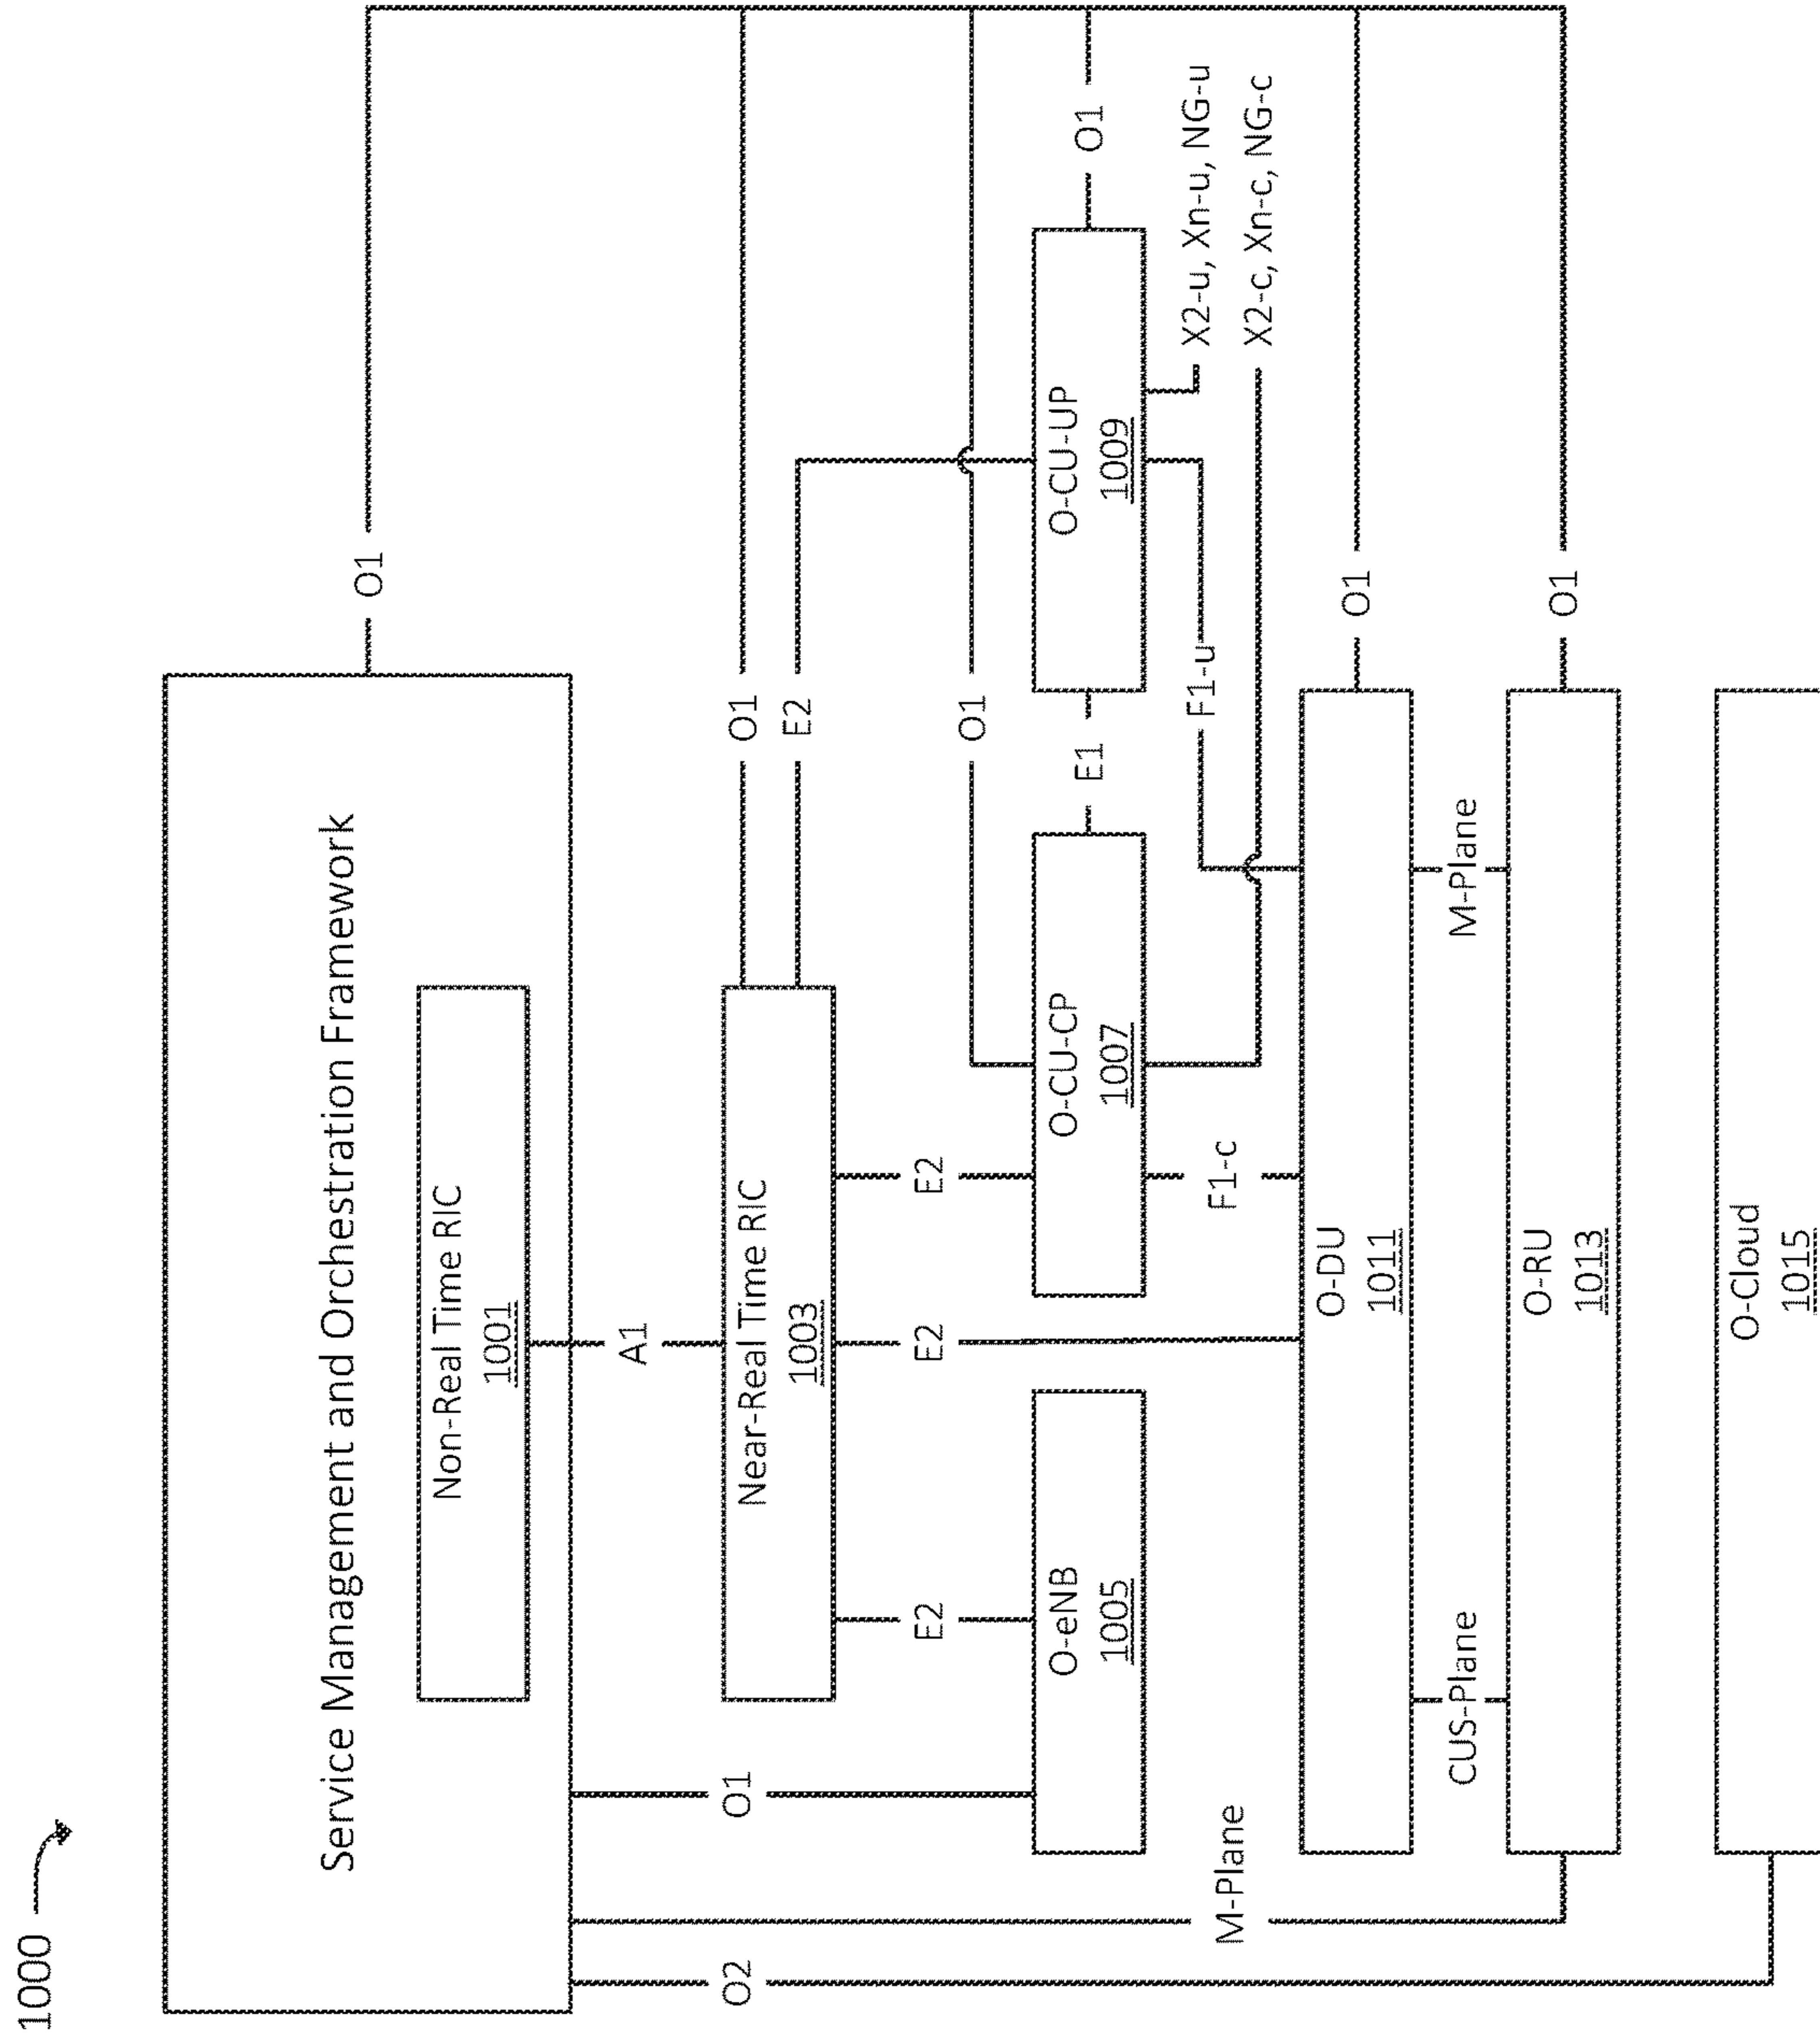 1000
Service Management and Orchestration Framework
Non-Real Time RIC
1001
O1
A1
O2
O1
M-Plane
Near-Real Time RIC
1003
O1
E2
E2
E2
E2
O1
O-eNB
1005
O-CU-CP
1007
E1
O-CU-UP
1009
O1
F1-c
F1-u
X2-u, Xn-u, NG-u
X2-c, Xn-c, NG-c
O-DU
1011
O1
CUS-Plane
M-Plane
O-RU
1013
O1
O-Cloud
1015